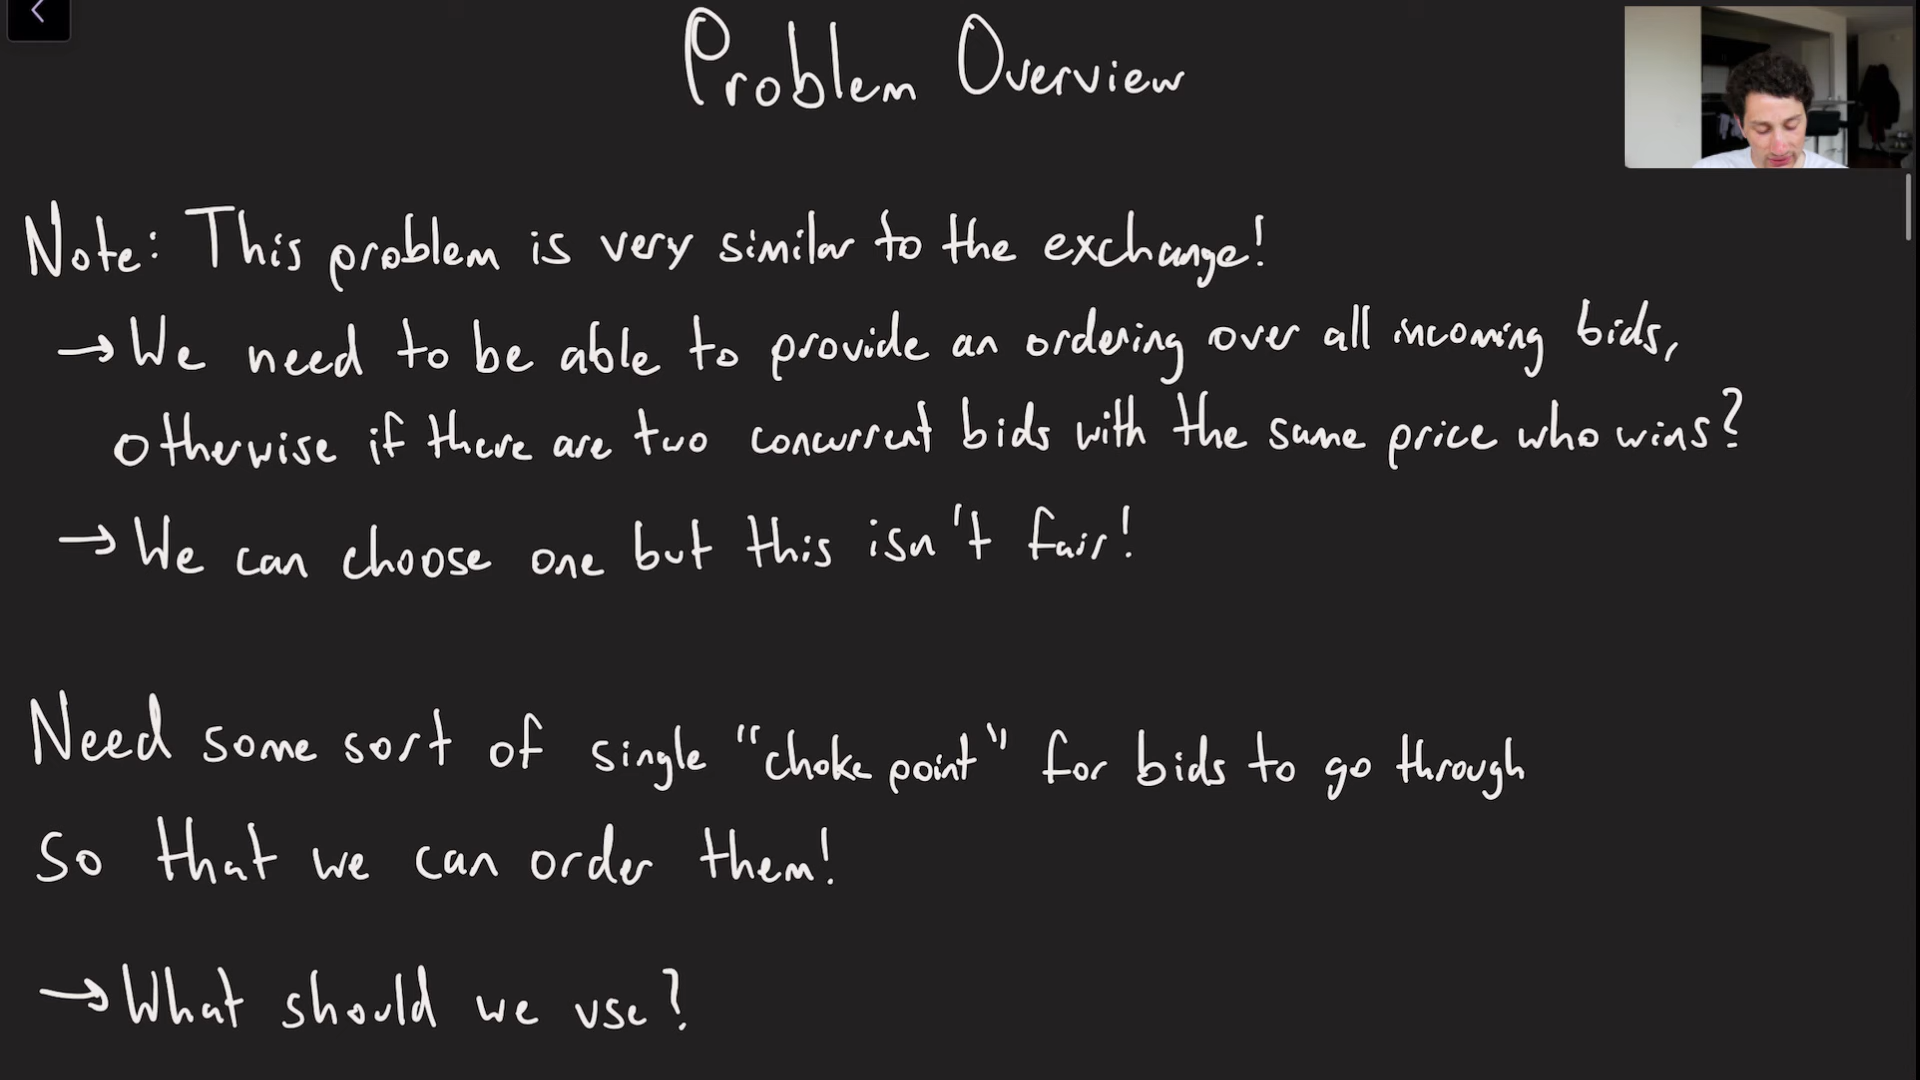 Problem Overview
Note: This problem is very similar to the exchange!
→ We need to be able to provide an ordering over all incoming bids,
otherwise if there are two concurrent bids with the same price who wins?
→ We can choose one but this isn't fair!
Need some sort of single "choke point" for bids to go through
So that we can order them!
→ What should we use?